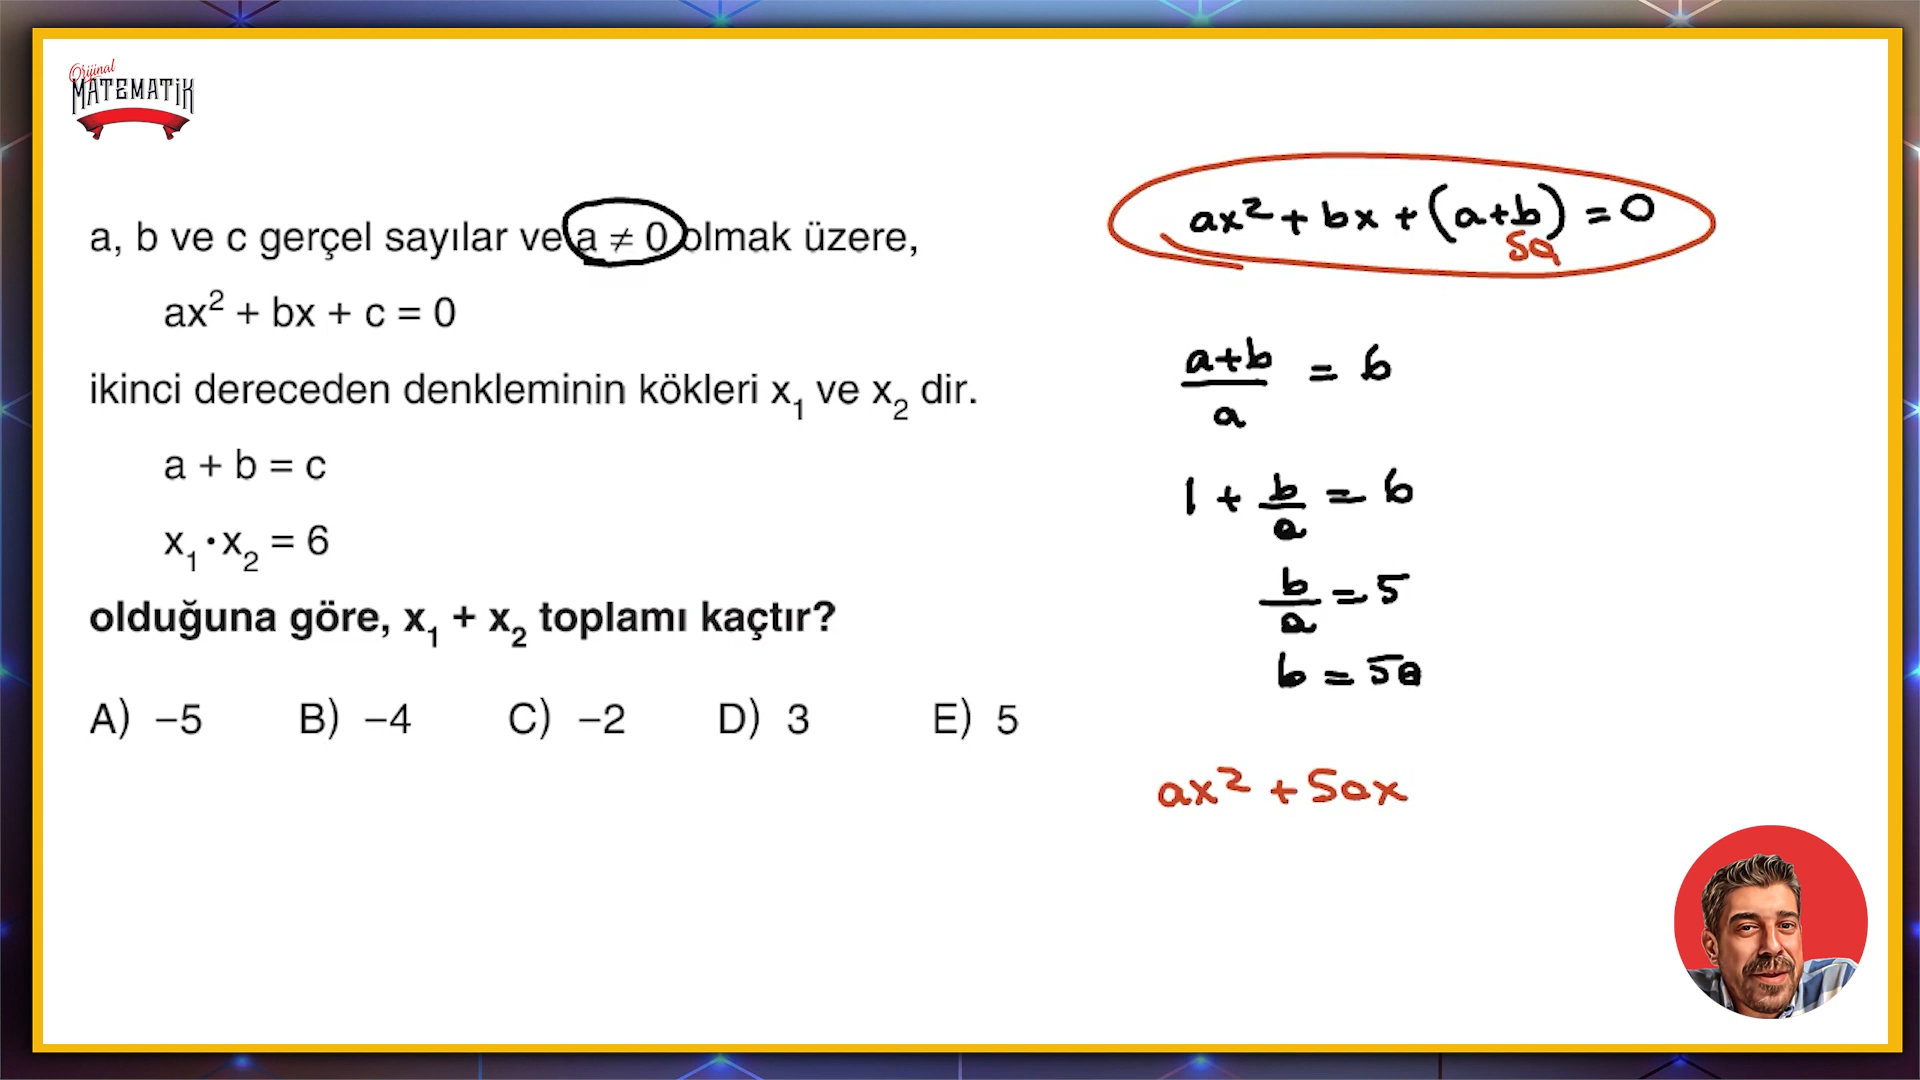 Orijinal
MATEMATİK
a, b ve c gerçel sayılar ve a ≠ 0 olmak üzere,
ax² + bx + c = 0
ikinci dereceden denkleminin kökleri x₁ ve x₂ dir.
a + b = c
x₁ · x₂ = 6
olduğuna göre, x₁ + x₂ toplamı kaçtır?
A) −5 B) −4 C) −2 D) 3 E) 5
ax² + bx + (a+b) = 0
5a
a+b / a = 6
1 + b/a = 6
b/a = 5
b = 5a
ax² + 5ax